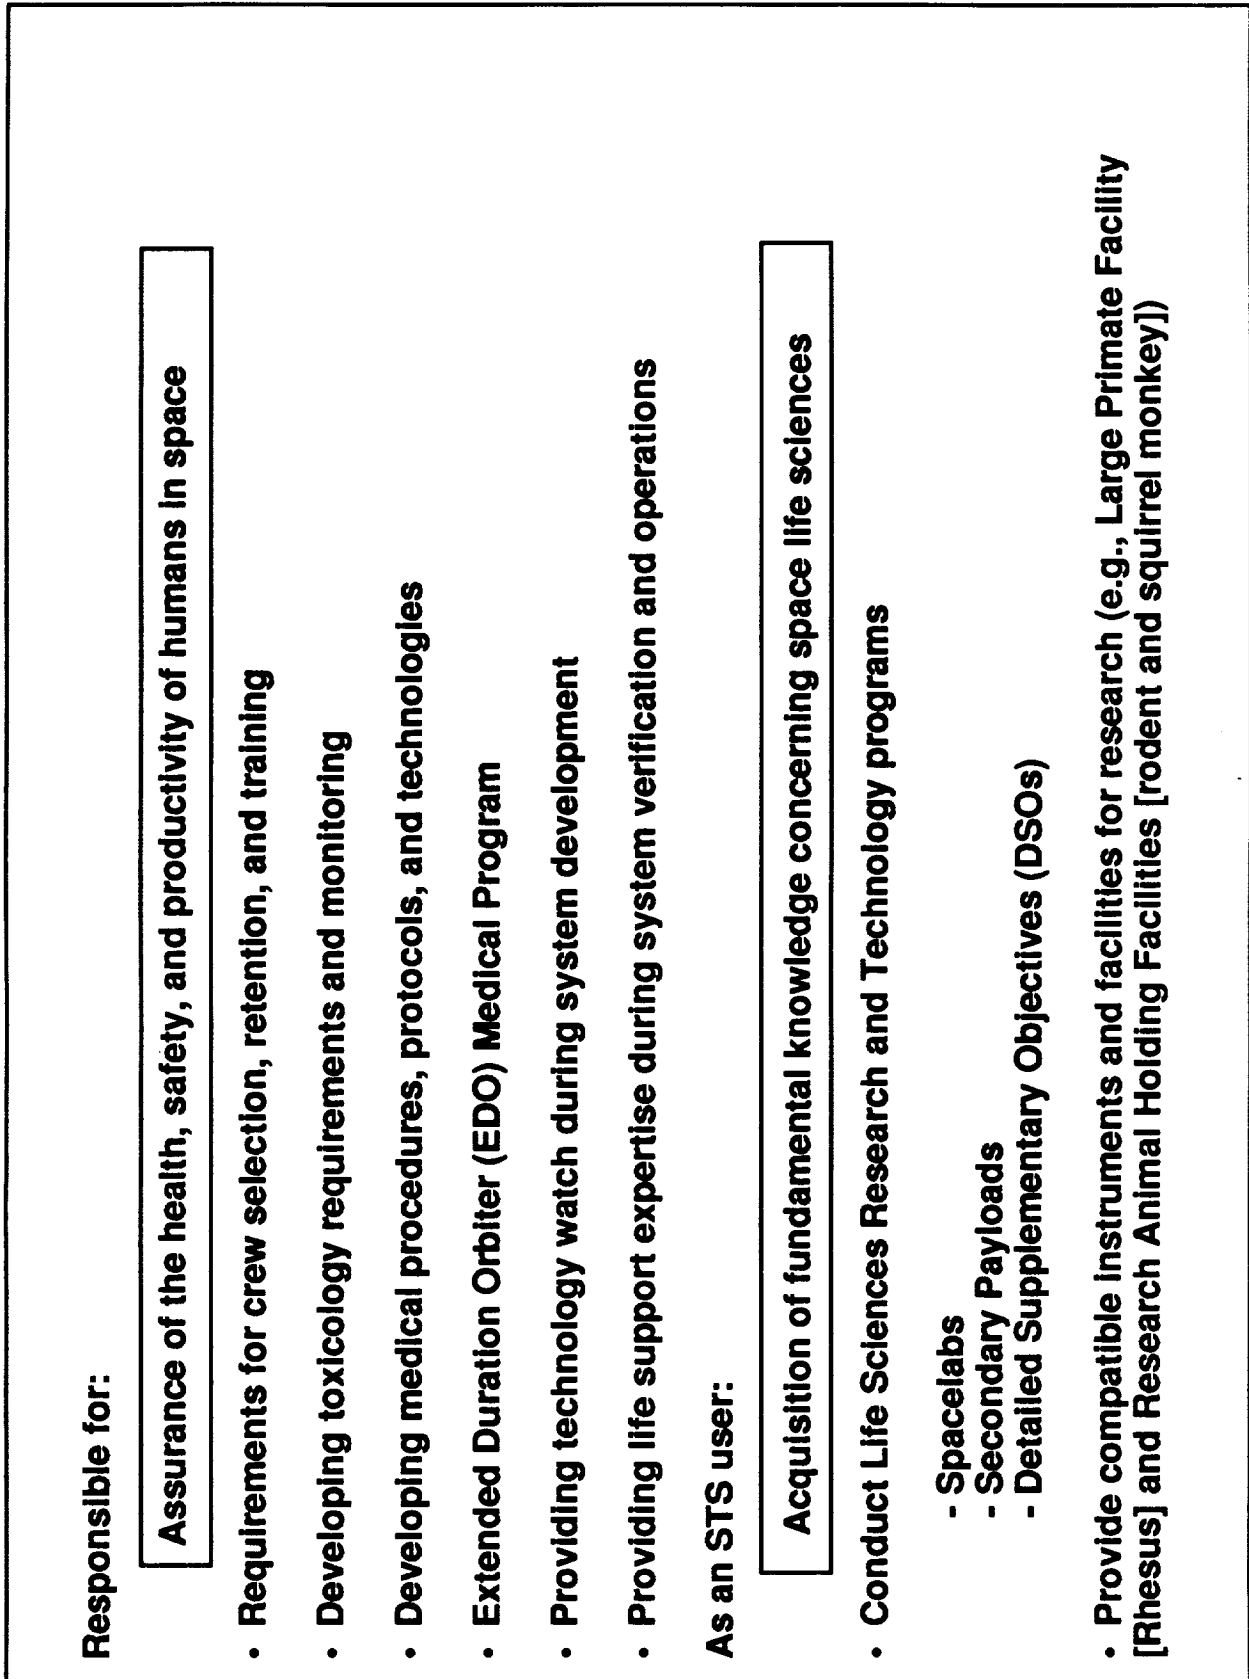 Responsible for:
Assurance of the health, safety, and productivity of humans in space
• Requirements for crew selection, retention, and training
• Developing toxicology requirements and monitoring
• Developing medical procedures, protocols, and technologies
• Extended Duration Orbiter (EDO) Medical Program
• Providing technology watch during system development
• Providing life support expertise during system verification and operations
As an STS user:
Acquisition of fundamental knowledge concerning space life sciences
• Conduct Life Sciences Research and Technology programs
- Spacelabs
- Secondary Payloads
- Detailed Supplementary Objectives (DSOs)
• Provide compatible instruments and facilities for research (e.g., Large Primate Facility
[Rhesus] and Research Animal Holding Facilities [rodent and squirrel monkey])